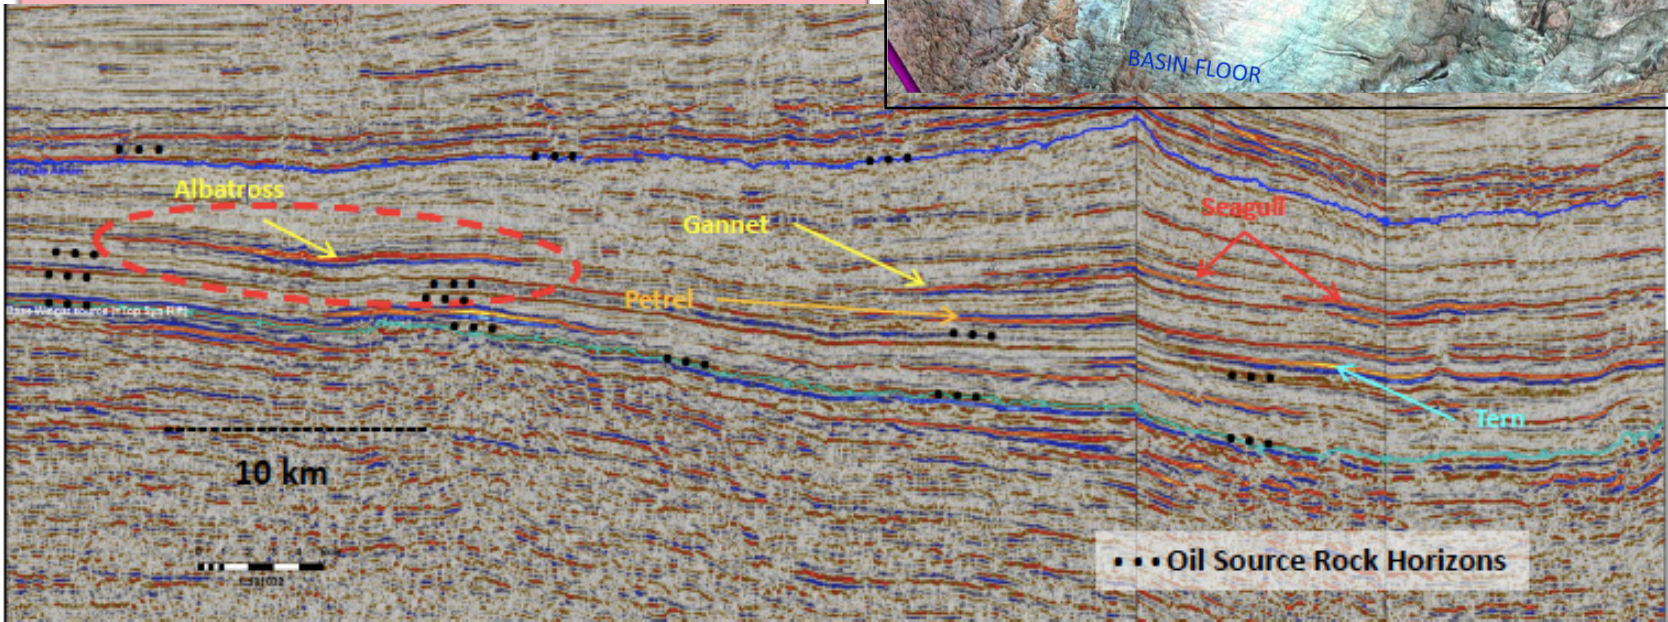 BASIN FLOOR
Albatross
Gannet
Seagull
Petrel
Tern
10 km
• • • Oil Source Rock Horizons